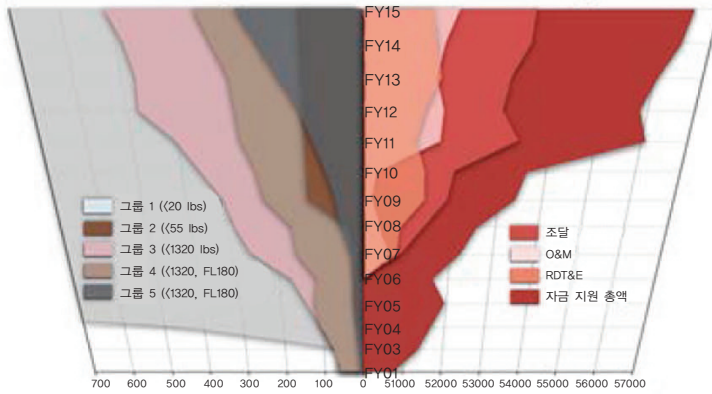 FY15
FY14
FY13
FY12
FY11
FY10
FY09
FY08
FY07
FY06
FY05
FY04
FY03
FY01
그룹 1 (⟨⟨20 lbs)
그룹 2 (⟨⟨55 lbs)
그룹 3 (⟨⟨1320 lbs)
그룹 4 (⟨⟨1320, FL180)
그룹 5 (⟨⟨1320, FL180)
조달
O&M
RDT&E
자금 지원 총액
700 600 500 400 300 200 100 0 51000 52000 53000 54000 55000 56000 57000